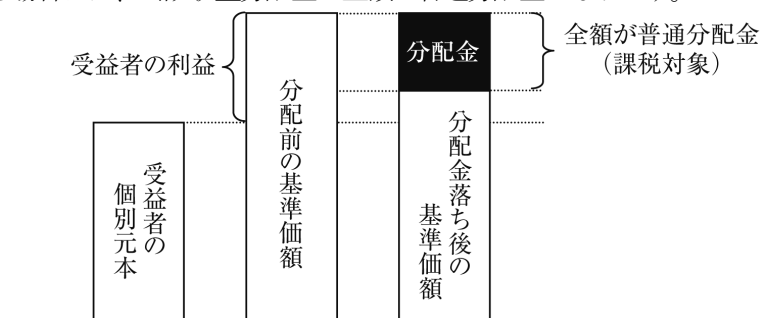 受益者の利益
分配金
全額が普通分配金
（課税対象）
分配前の基準価額
分配金落ち後の
基準価額
受益者の
個別元本